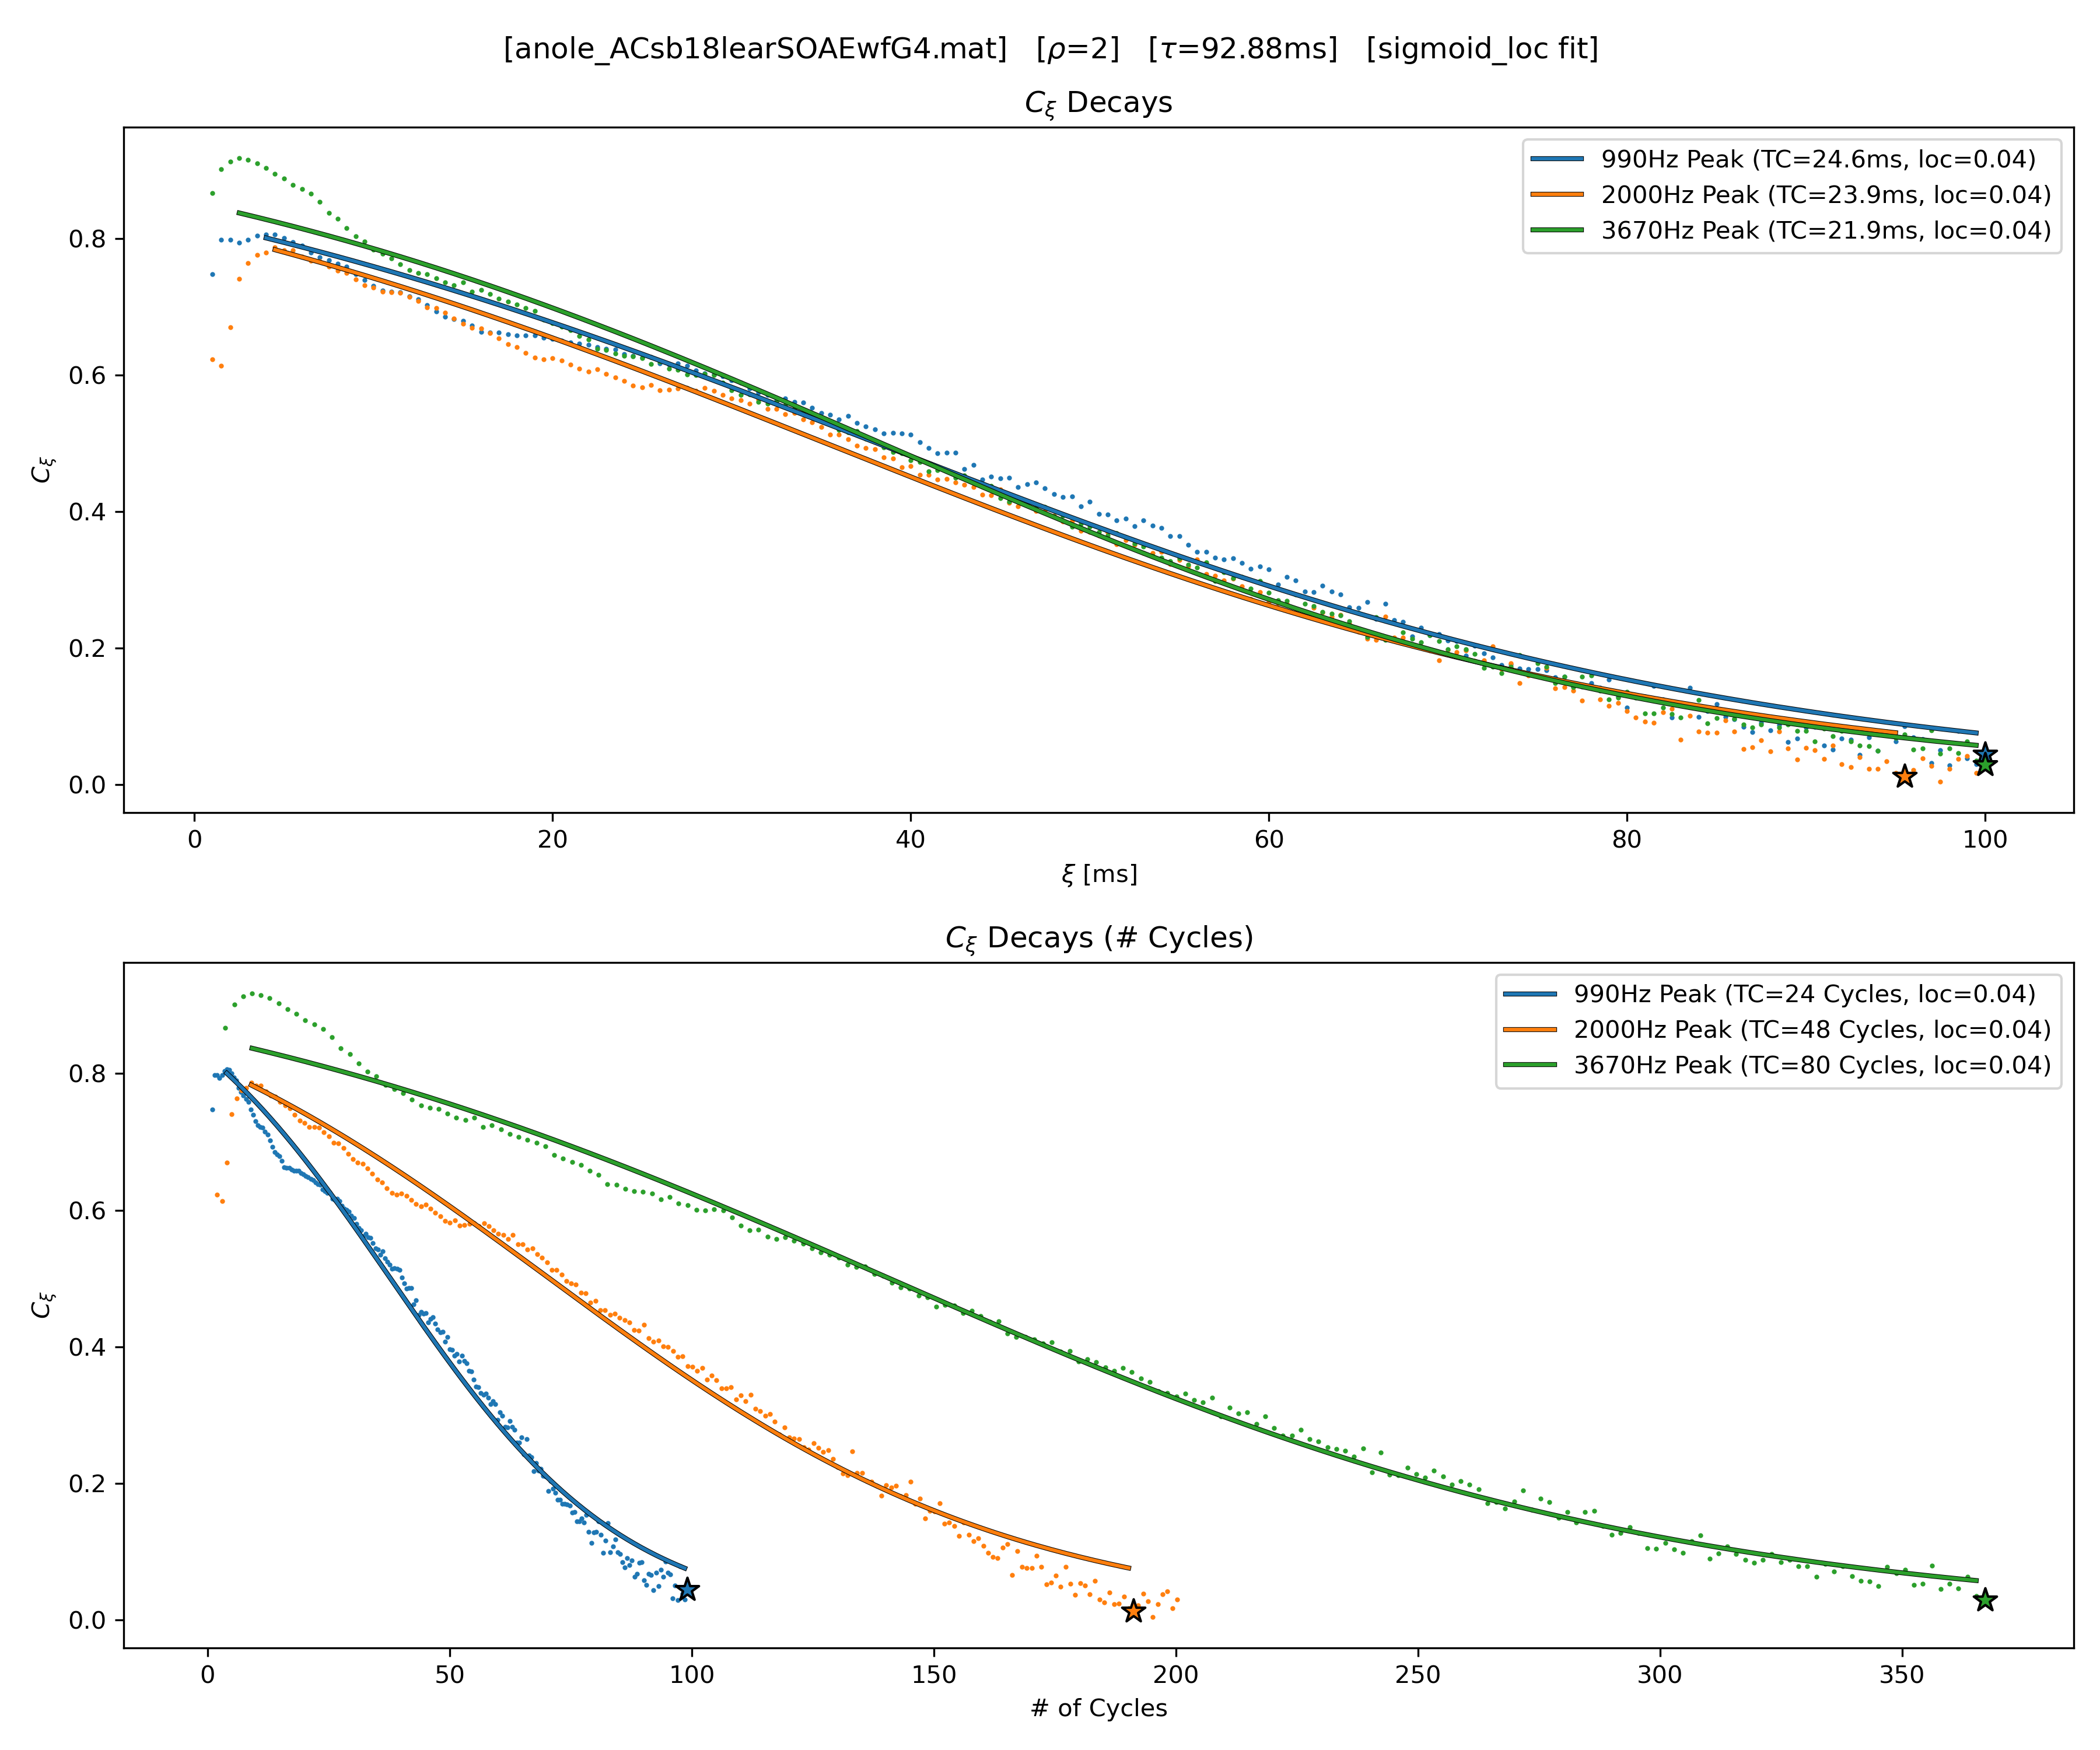 [anole_ACsb18learSOAEwfG4.mat]   [ρ=2]   [τ=92.88ms]   [sigmoid_loc fit]
C_ξ Decays
990Hz Peak (TC=24.6ms, loc=0.04)
2000Hz Peak (TC=23.9ms, loc=0.04)
3670Hz Peak (TC=21.9ms, loc=0.04)
0.8
0.6
0.4
0.2
0.0
C_ξ
0 20 40 60 80 100
ξ [ms]
C_ξ Decays (# Cycles)
990Hz Peak (TC=24 Cycles, loc=0.04)
2000Hz Peak (TC=48 Cycles, loc=0.04)
3670Hz Peak (TC=80 Cycles, loc=0.04)
0.8
0.6
0.4
0.2
0.0
C_ξ
0 50 100 150 200 250 300 350
# of Cycles